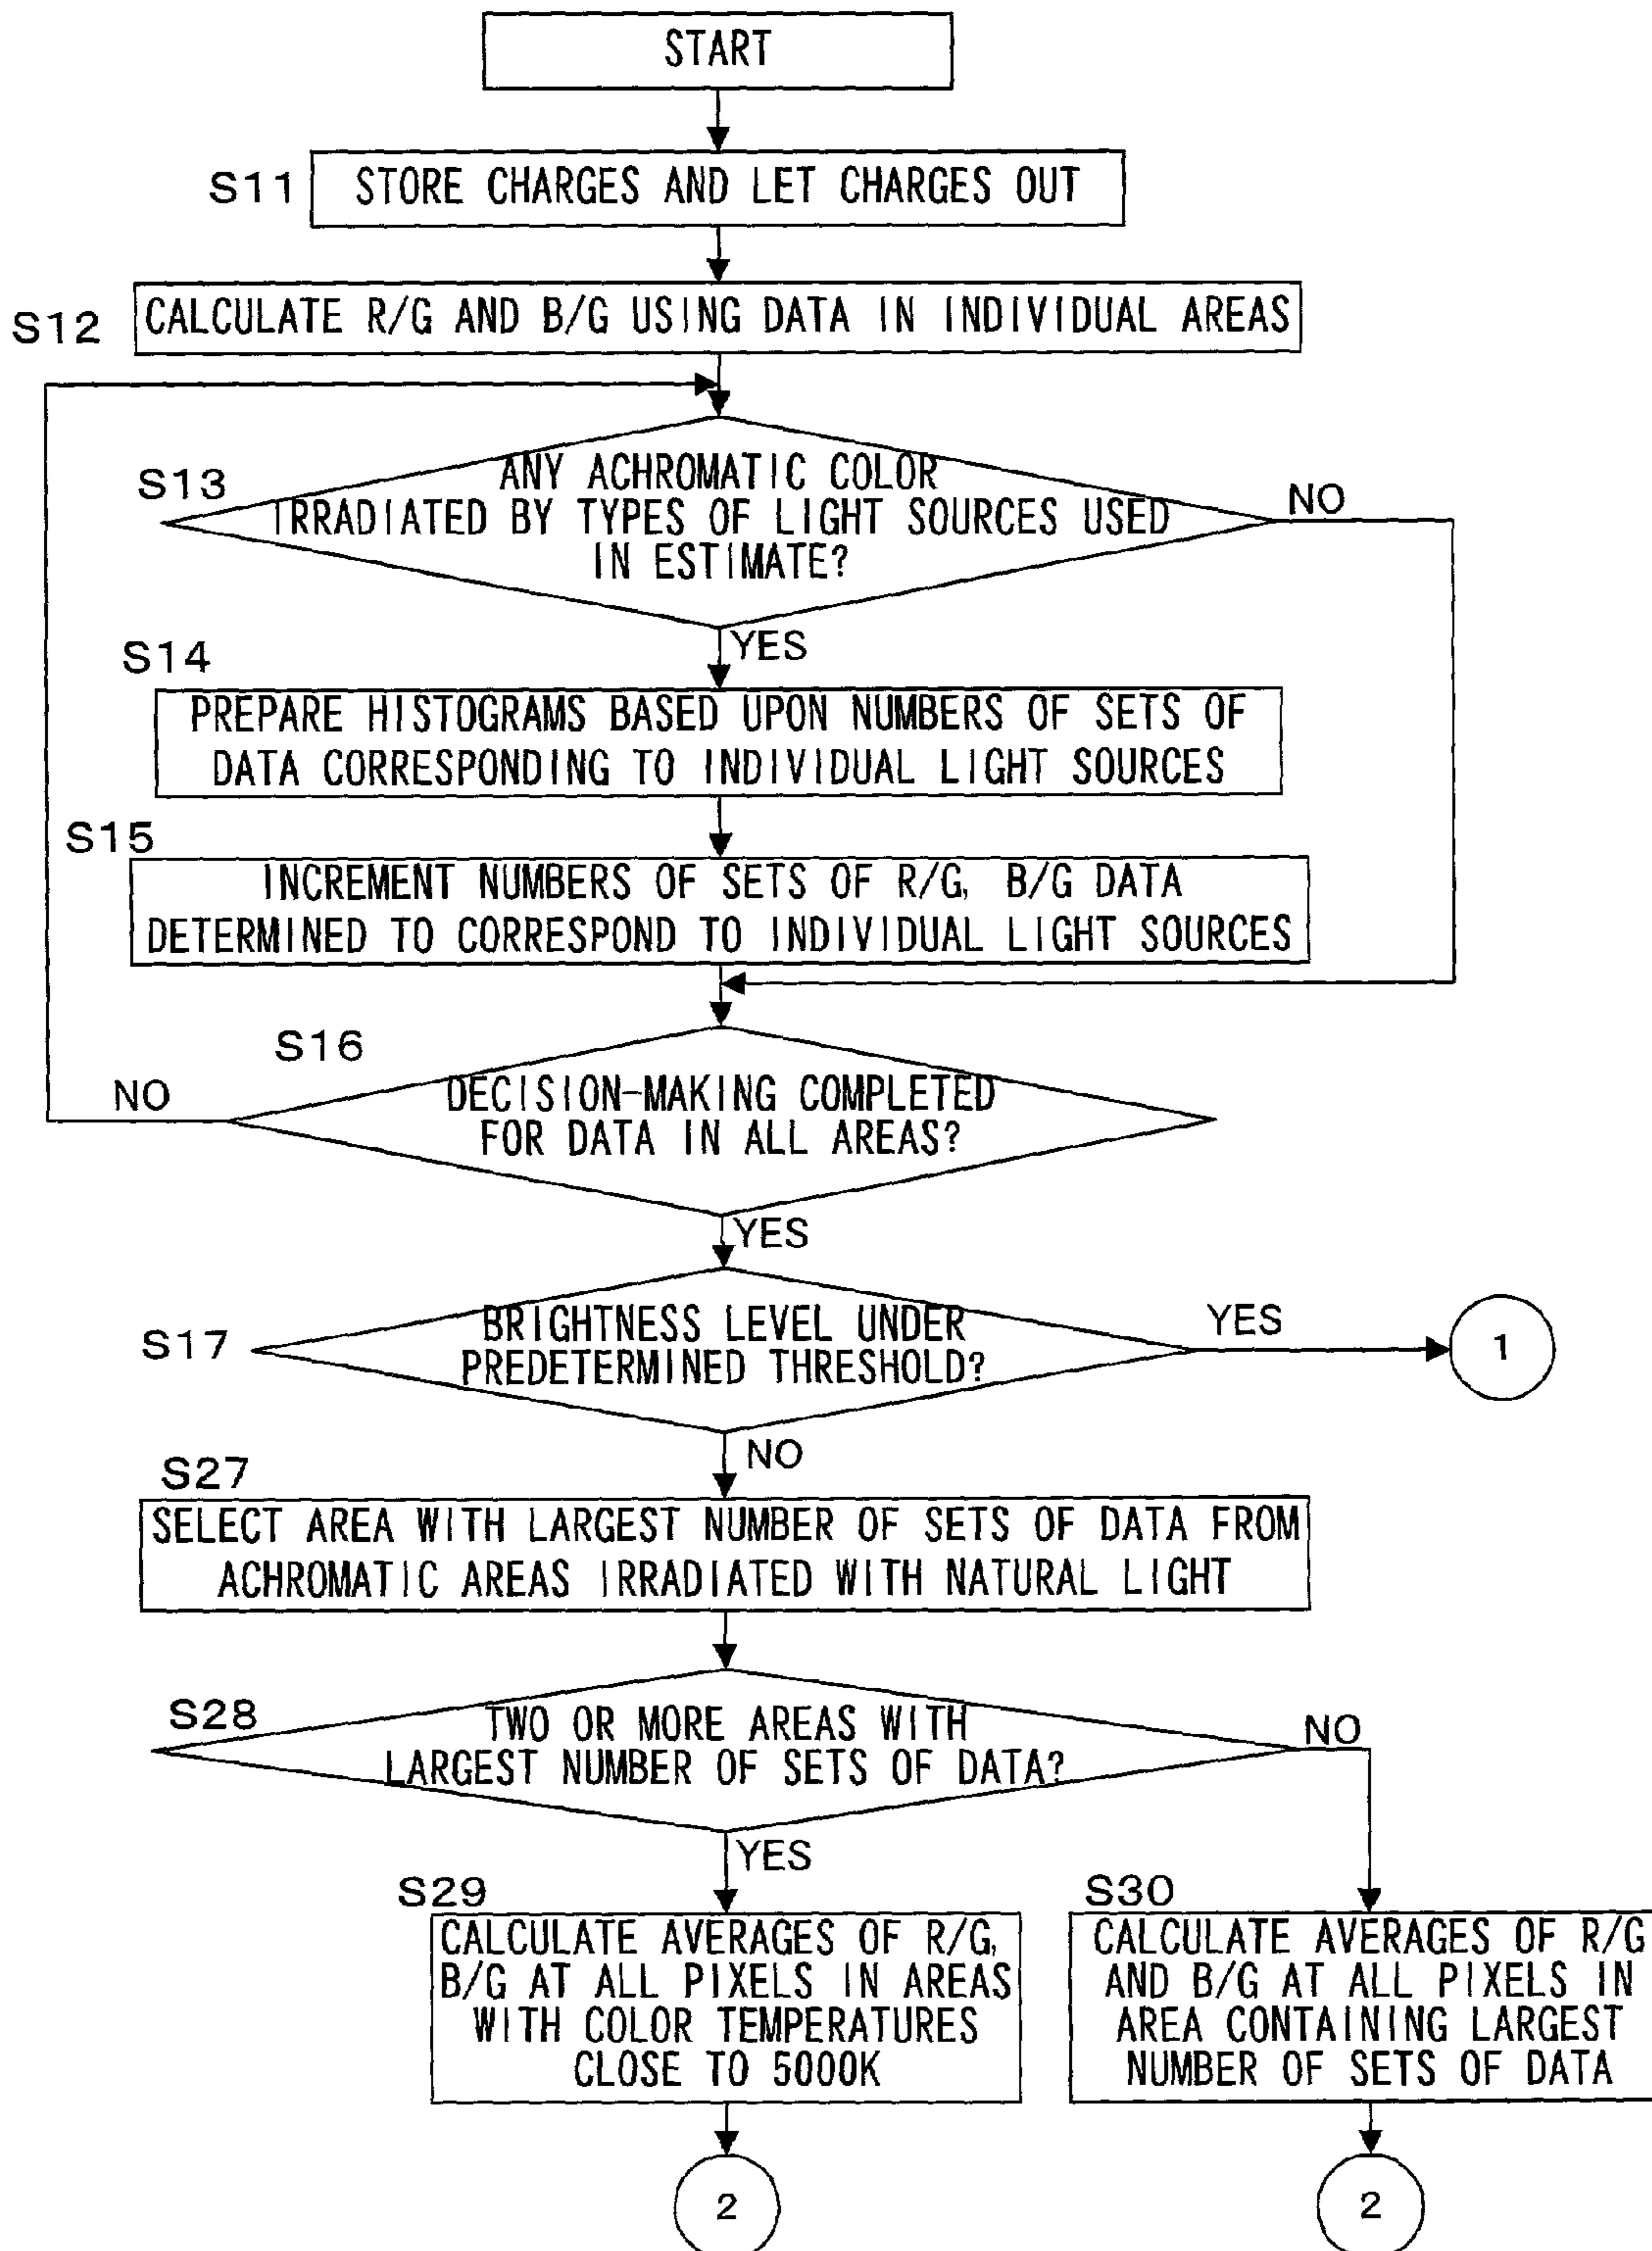 START
S11
STORE CHARGES AND LET CHARGES OUT
S12
CALCULATE R/G AND B/G USING DATA IN INDIVIDUAL AREAS
S13
ANY ACHROMATIC COLOR
IRRADIATED BY TYPES OF LIGHT SOURCES USED
IN ESTIMATE?
NO
YES
S14
PREPARE HISTOGRAMS BASED UPON NUMBERS OF SETS OF
DATA CORRESPONDING TO INDIVIDUAL LIGHT SOURCES
S15
INCREMENT NUMBERS OF SETS OF R/G, B/G DATA
DETERMINED TO CORRESPOND TO INDIVIDUAL LIGHT SOURCES
S16
NO
DECISION-MAKING COMPLETED
FOR DATA IN ALL AREAS?
YES
S17
BRIGHTNESS LEVEL UNDER
PREDETERMINED THRESHOLD?
YES
1
NO
S27
SELECT AREA WITH LARGEST NUMBER OF SETS OF DATA FROM
ACHROMATIC AREAS IRRADIATED WITH NATURAL LIGHT
S28
TWO OR MORE AREAS WITH
LARGEST NUMBER OF SETS OF DATA?
NO
YES
S29
CALCULATE AVERAGES OF R/G,
B/G AT ALL PIXELS IN AREAS
WITH COLOR TEMPERATURES
CLOSE TO 5000K
S30
CALCULATE AVERAGES OF R/G
AND B/G AT ALL PIXELS IN
AREA CONTAINING LARGEST
NUMBER OF SETS OF DATA
2
2